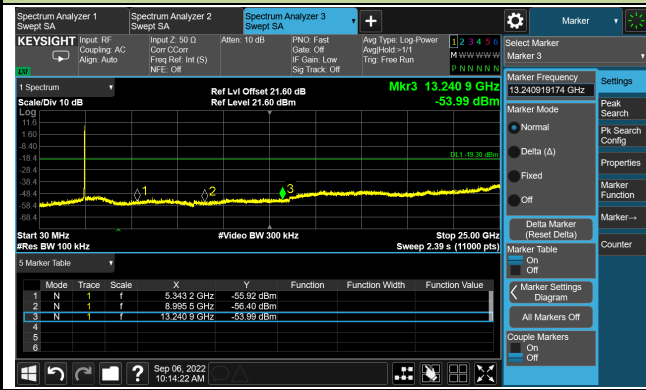 Spectrum Analyzer 1
Swept SA
Spectrum Analyzer 2
Swept SA
Spectrum Analyzer 3
Swept SA
Marker
KEYSIGHT
Input: RF
Coupling: AC
Align: Auto
Input Z: 50 Ω
Corr CCorr
Freq Ref: Int (S)
NFE: Off
Atten: 10 dB
PNO: Fast
Gate: Off
IF Gain: Low
Sig Track: Off
Avg Type: Log-Power
Avg|Hold:>1/1
Trig: Free Run
1 2 3 4 5 6
M W W W W W
P N N N N N
LXI
1 Spectrum
Scale/Div 10 dB
Log
Ref Lvl Offset 21.60 dB
Ref Level 21.60 dBm
Mkr3 13.240 9 GHz
-53.99 dBm
11.6
1.60
-8.40
-18.4
-28.4
-38.4
-48.4
-58.4
-68.4
DL1 -19.30 dBm
1
2
3
Start 30 MHz
#Res BW 100 kHz
#Video BW 300 kHz
Stop 25.00 GHz
Sweep 2.39 s (11000 pts)
5 Marker Table
Mode Trace Scale X Y Function Function Width Function Value
1 N 1 f 5.343 2 GHz -55.92 dBm
2 N 1 f 8.995 5 GHz -56.40 dBm
3 N 1 f 13.240 9 GHz -53.99 dBm
4
5
6
Sep 06, 2022
10:14:22 AM
Select Marker
Marker 3
Marker Frequency
13.240919174 GHz
Marker Mode
Normal
Delta (Δ)
Fixed
Off
Delta Marker
(Reset Delta)
Marker Table
On
Off
Marker Settings
Diagram
All Markers Off
Couple Markers
On
Off
Settings
Peak
Search
Pk Search
Config
Properties
Marker
Function
Marker→
Counter